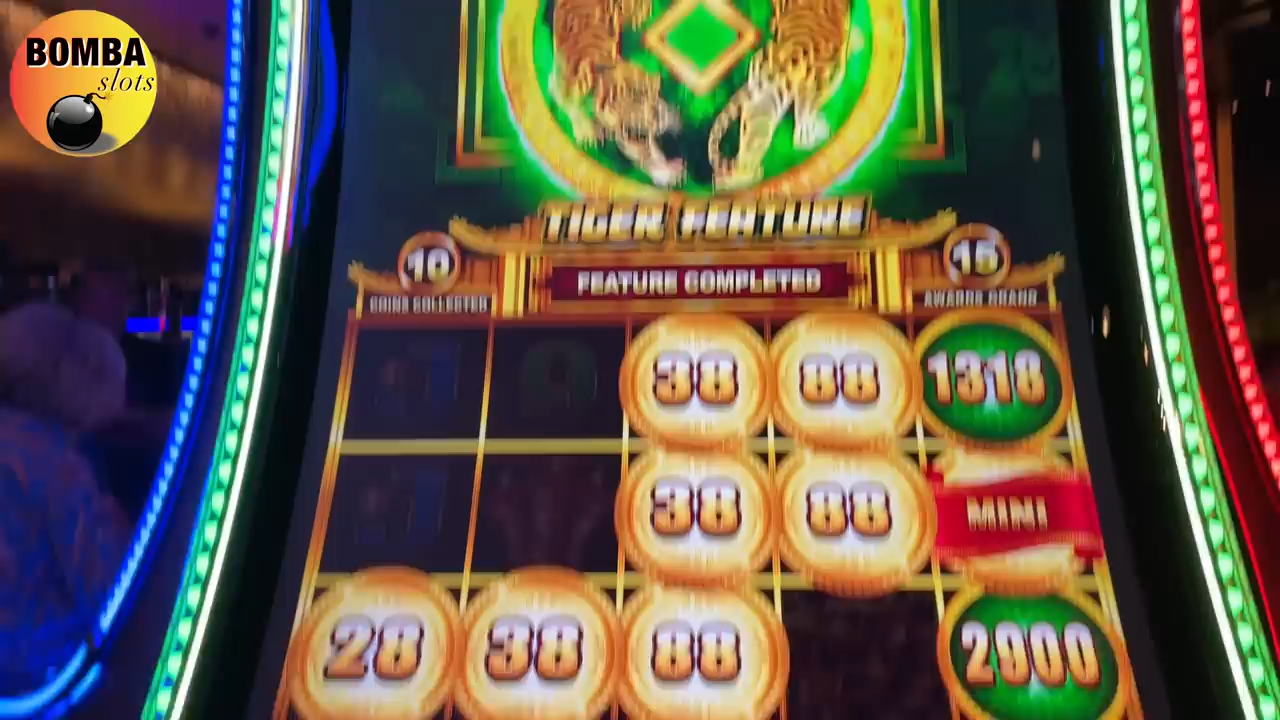 BOMBA
slots
TIGER FEATURE
10
15
FEATURE COMPLETED
COINS COLLECTED
AWARDS GRAND
38 88 1318
38 88 MINI
28 38 88 2900